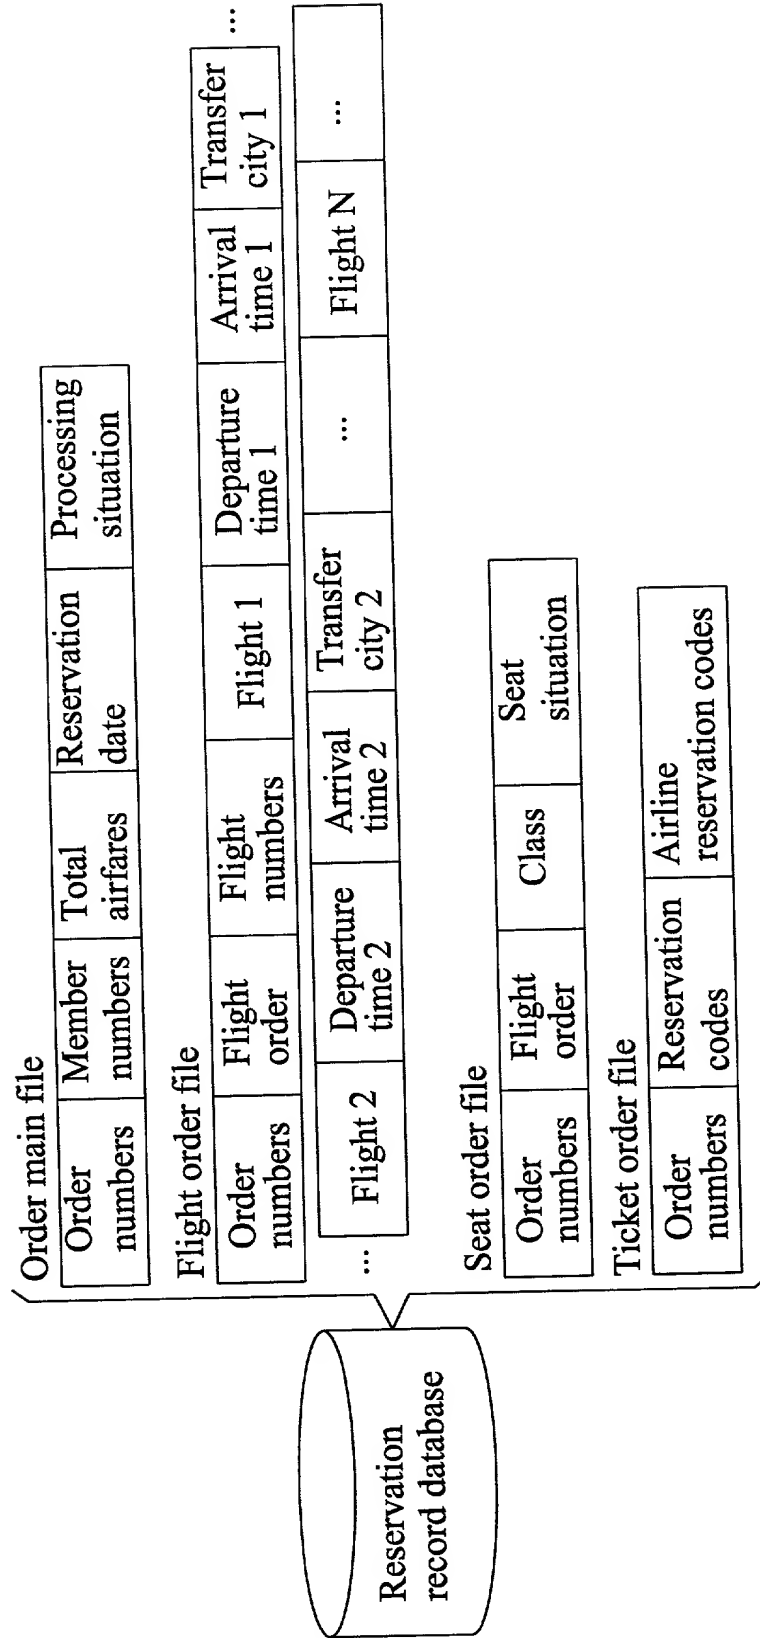 Reservation
record database
Order main file
Order
numbers
Member
numbers
Total
airfares
Reservation
date
Processing
situation
Flight order file
Order
numbers
Flight
order
Flight
numbers
Flight 1
Departure
time 1
Arrival
time 1
Transfer
city 1
...
...
Flight 2
Departure
time 2
Arrival
time 2
Transfer
city 2
...
Flight N
...
Seat order file
Order
numbers
Flight
order
Class
Seat
situation
Ticket order file
Order
numbers
Reservation
codes
Airline
reservation codes